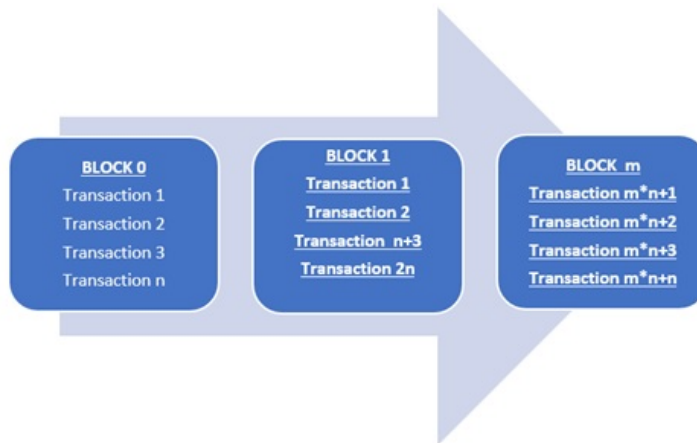 BLOCK 0
Transaction 1
Transaction 2
Transaction 3
Transaction n
BLOCK 1
Transaction 1
Transaction 2
Transaction n+3
Transaction 2n
BLOCK m
Transaction m*n+1
Transaction m*n+2
Transaction m*n+3
Transaction m*n+n